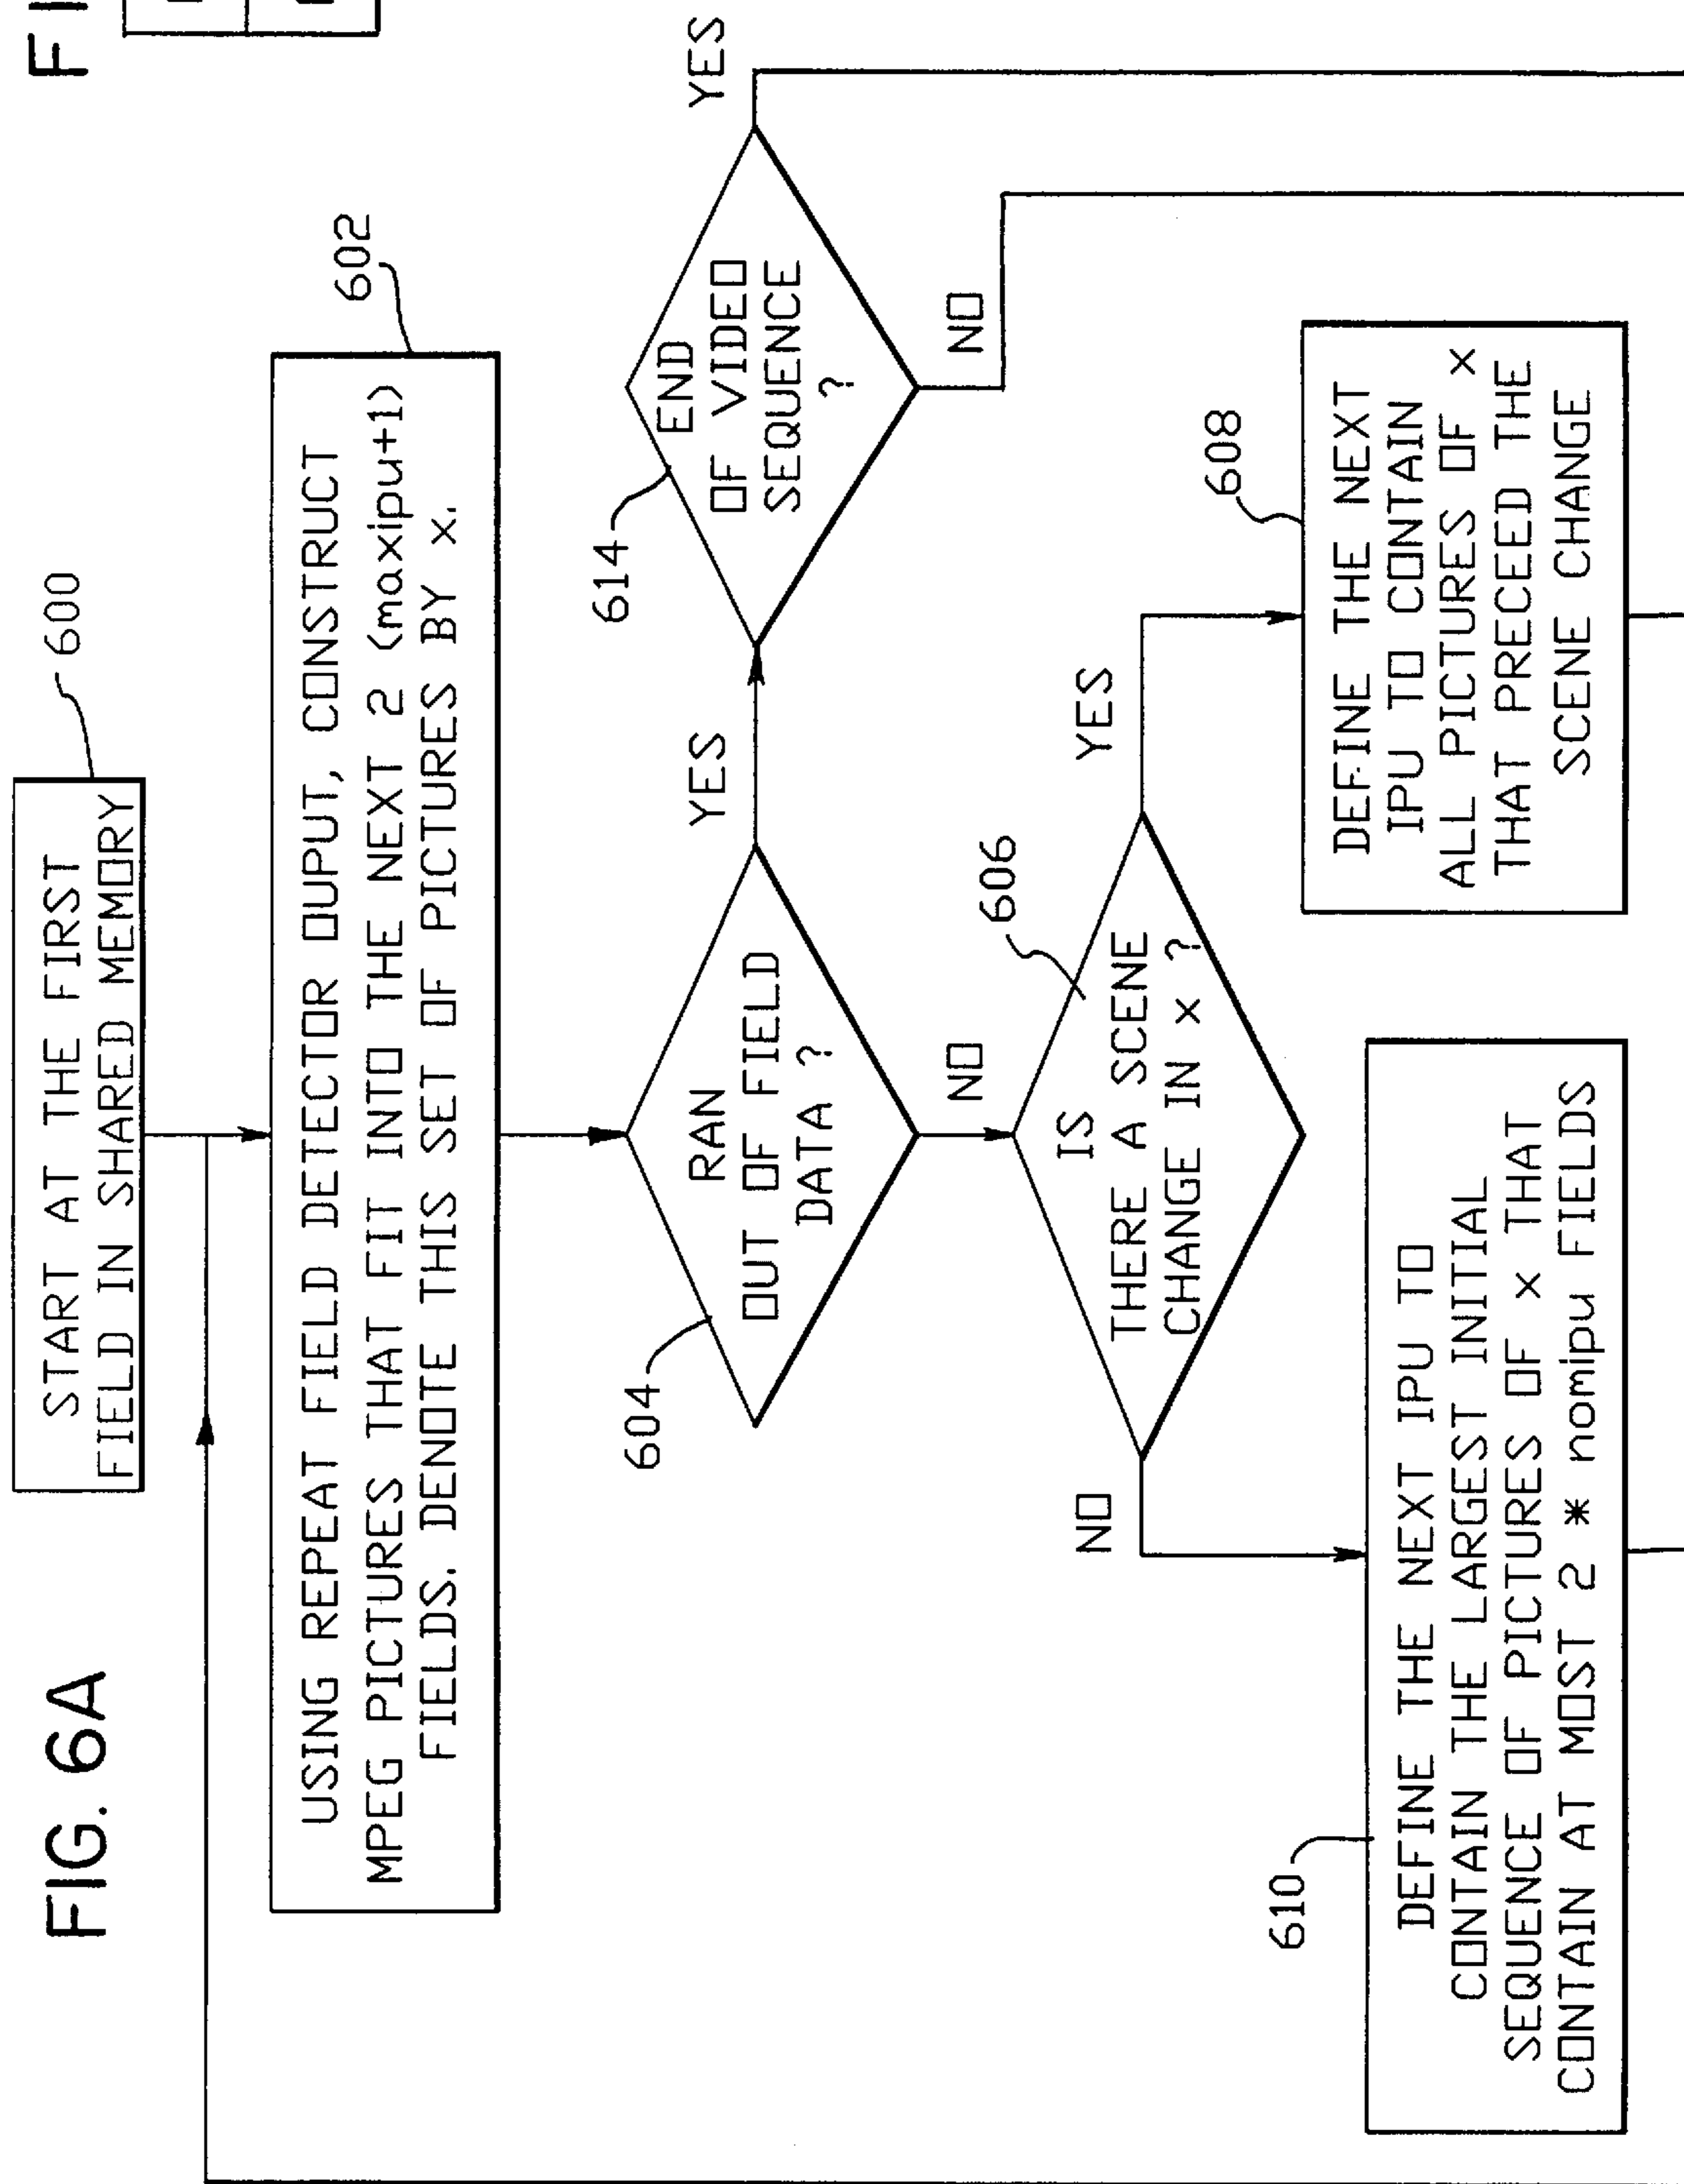 FIG. 6A
FI
START AT THE FIRST
FIELD IN SHARED MEMORY
600
602
USING REPEAT FIELD DETECTOR OUPUT, CONSTRUCT
MPEG PICTURES THAT FIT INTO THE NEXT 2 (maxipu+1)
FIELDS. DENOTE THIS SET OF PICTURES BY x.
604
RAN
OUT OF FIELD
DATA ?
YES
NO
614
END
OF VIDEO
SEQUENCE
?
YES
NO
606
IS
THERE A SCENE
CHANGE IN x ?
NO
YES
608
DEFINE THE NEXT
IPU TO CONTAIN
ALL PICTURES OF x
THAT PRECEED THE
SCENE CHANGE
610
DEFINE THE NEXT IPU TO
CONTAIN THE LARGEST INITIAL
SEQUENCE OF PICTURES OF x THAT
CONTAIN AT MOST 2 * nomipu FIELDS